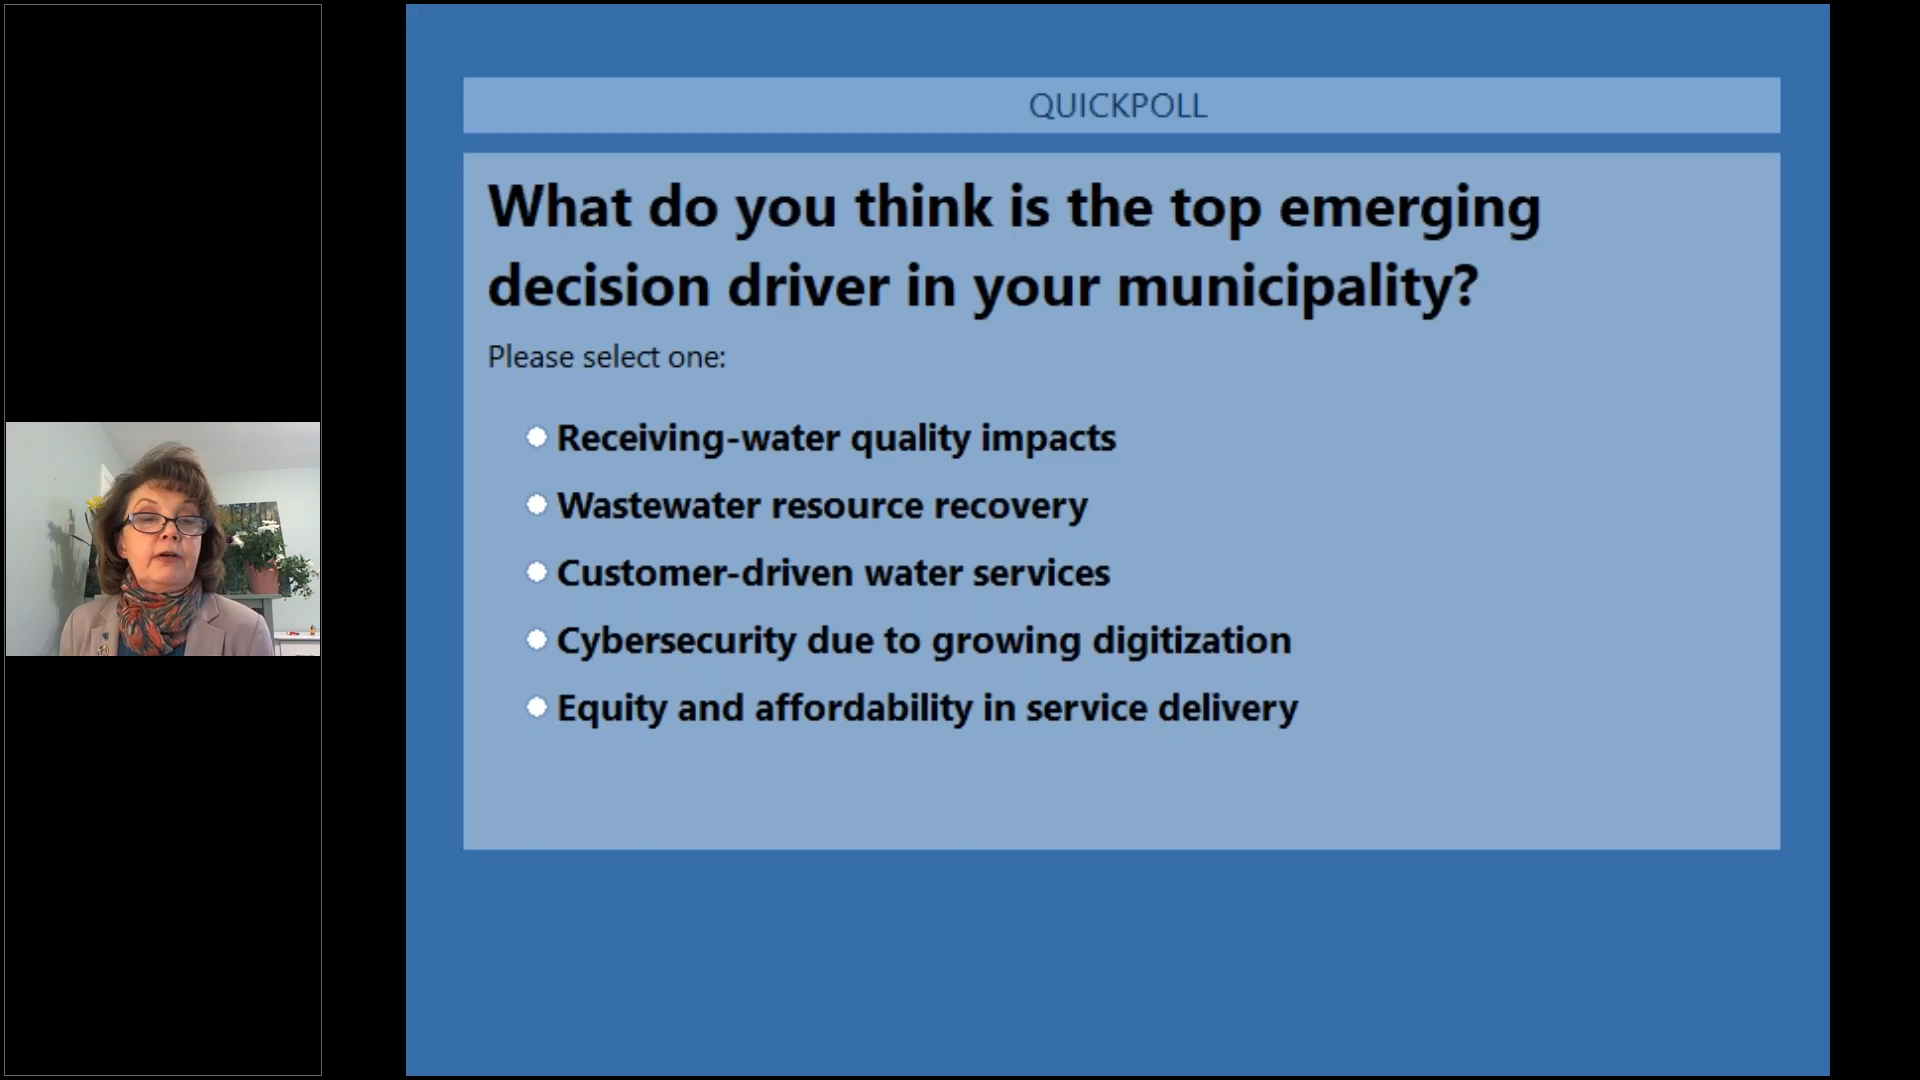 QUICKPOLL
What do you think is the top emerging
decision driver in your municipality?
Please select one:
Receiving-water quality impacts
Wastewater resource recovery
Customer-driven water services
Cybersecurity due to growing digitization
Equity and affordability in service delivery